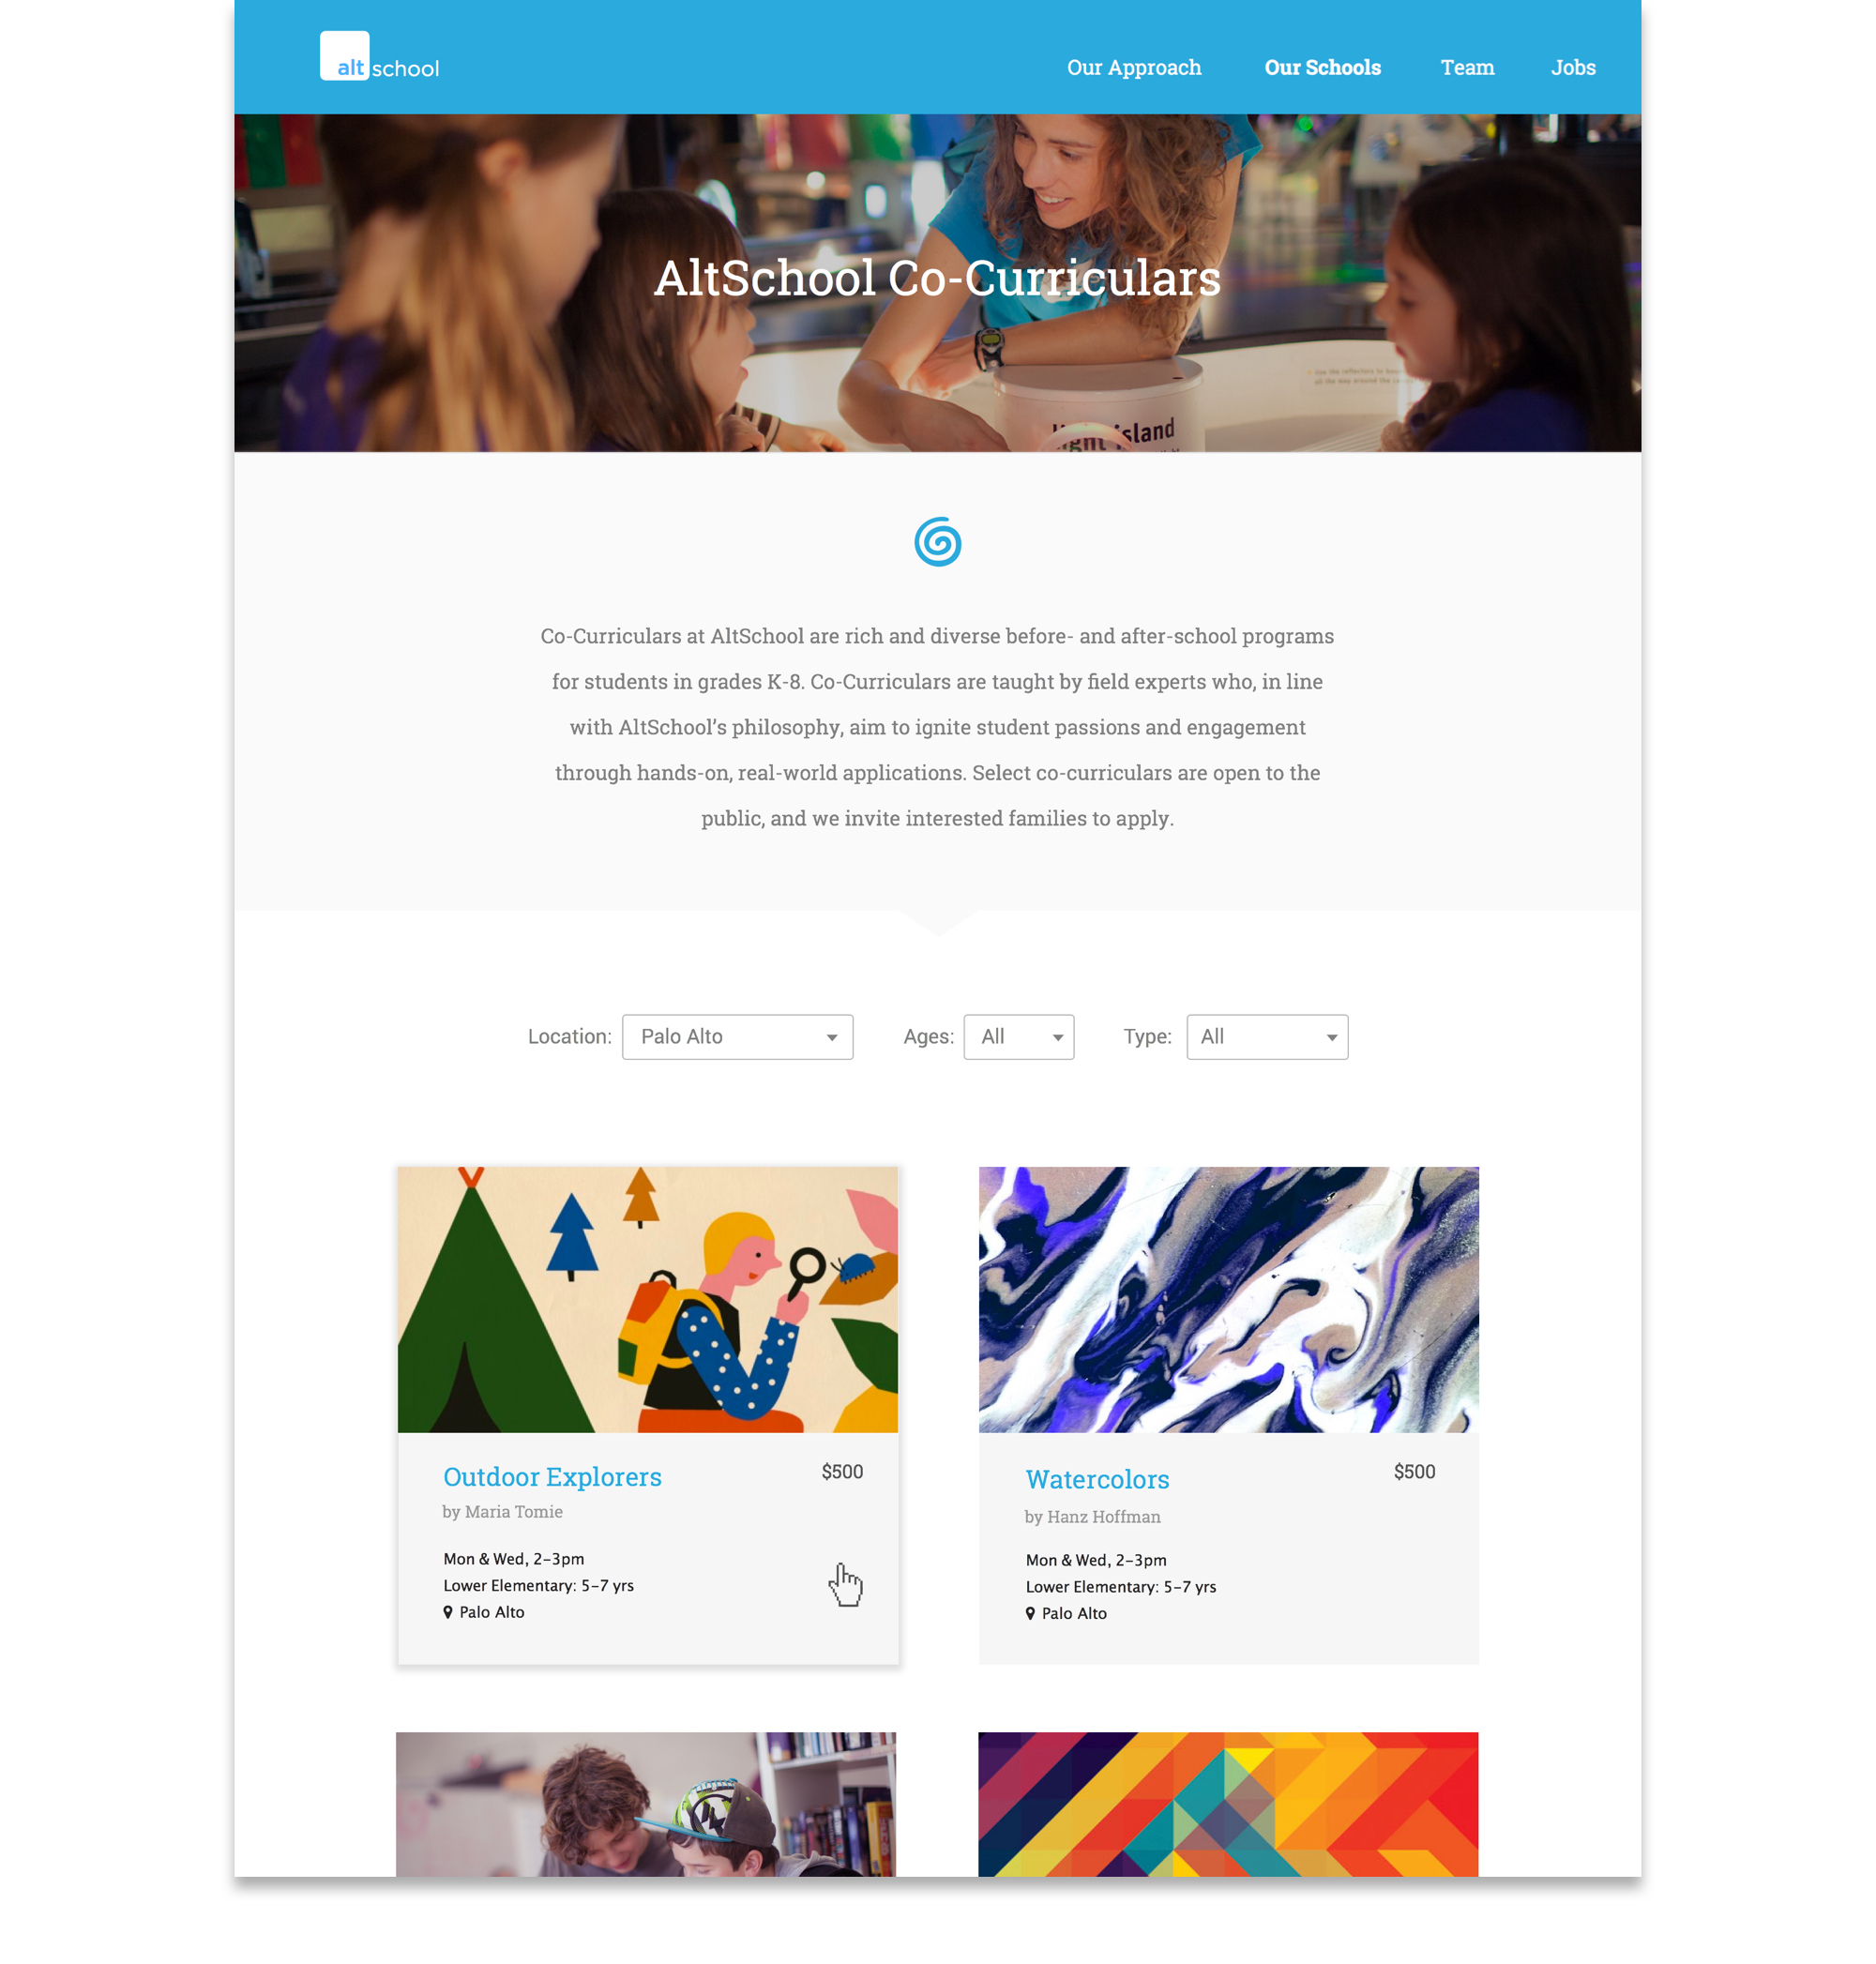 alt school
Our Approach
Our Schools
Team
Jobs
AltSchool Co-Curriculars
light island
Co-Curriculars at AltSchool are rich and diverse before- and after-school programs
for students in grades K-8. Co-Curriculars are taught by field experts who, in line
with AltSchool’s philosophy, aim to ignite student passions and engagement
through hands-on, real-world applications. Select co-curriculars are open to the
public, and we invite interested families to apply.
Location: Palo Alto
Ages: All
Type: All
Outdoor Explorers
$500
by Maria Tomie
Mon & Wed, 2-3pm
Lower Elementary: 5-7 yrs
Palo Alto
Watercolors
$500
by Hanz Hoffman
Mon & Wed, 2-3pm
Lower Elementary: 5-7 yrs
Palo Alto